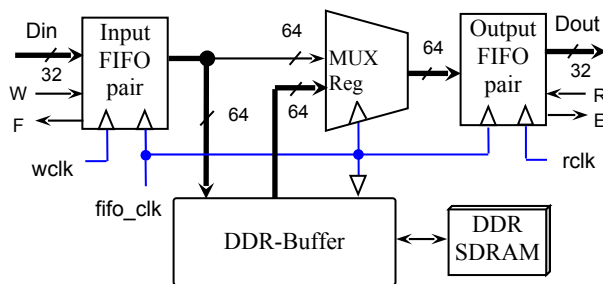 Din
32
W
F
Input
FIFO
pair
wclk
fifo_clk
64
64
64
MUX
Reg
64
Output
FIFO
pair
Dout
32
R
E
rclk
DDR-Buffer
DDR
SDRAM